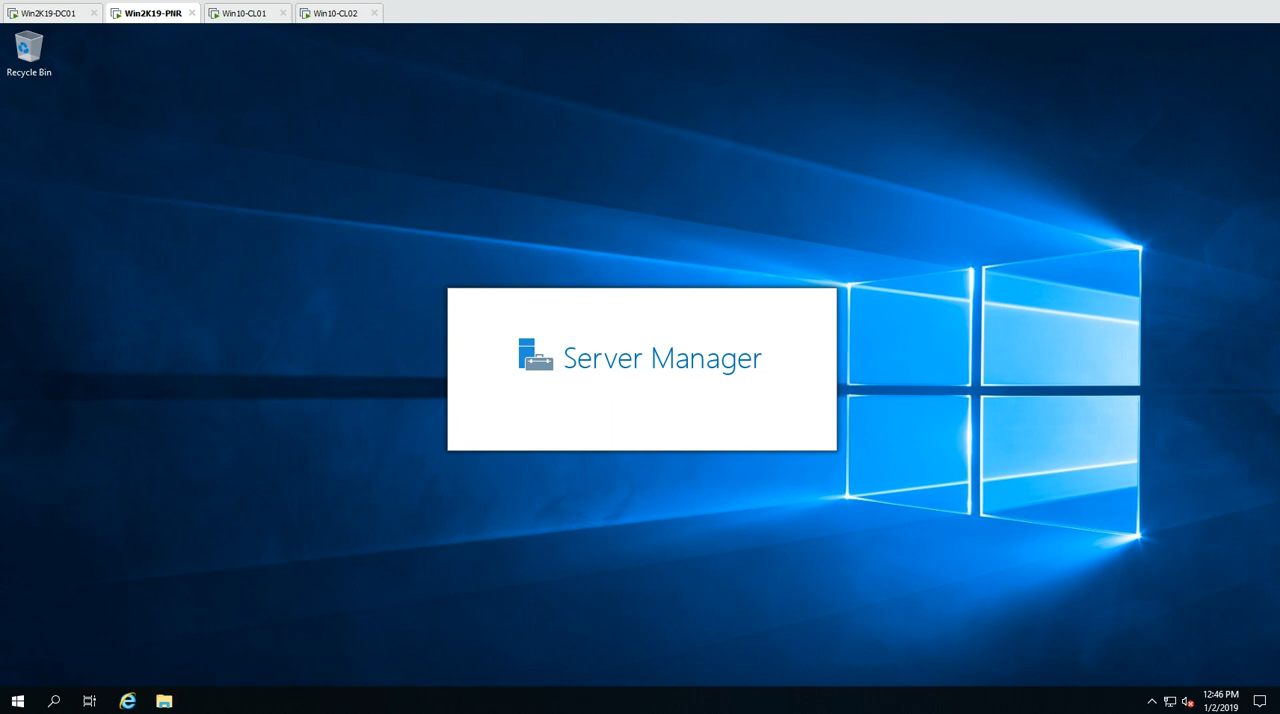 Win2K19-DC01
Win2K19-PNR
Win10-CL01
Win10-CL02
Recycle Bin
Server Manager
12:46 PM
1/2/2019